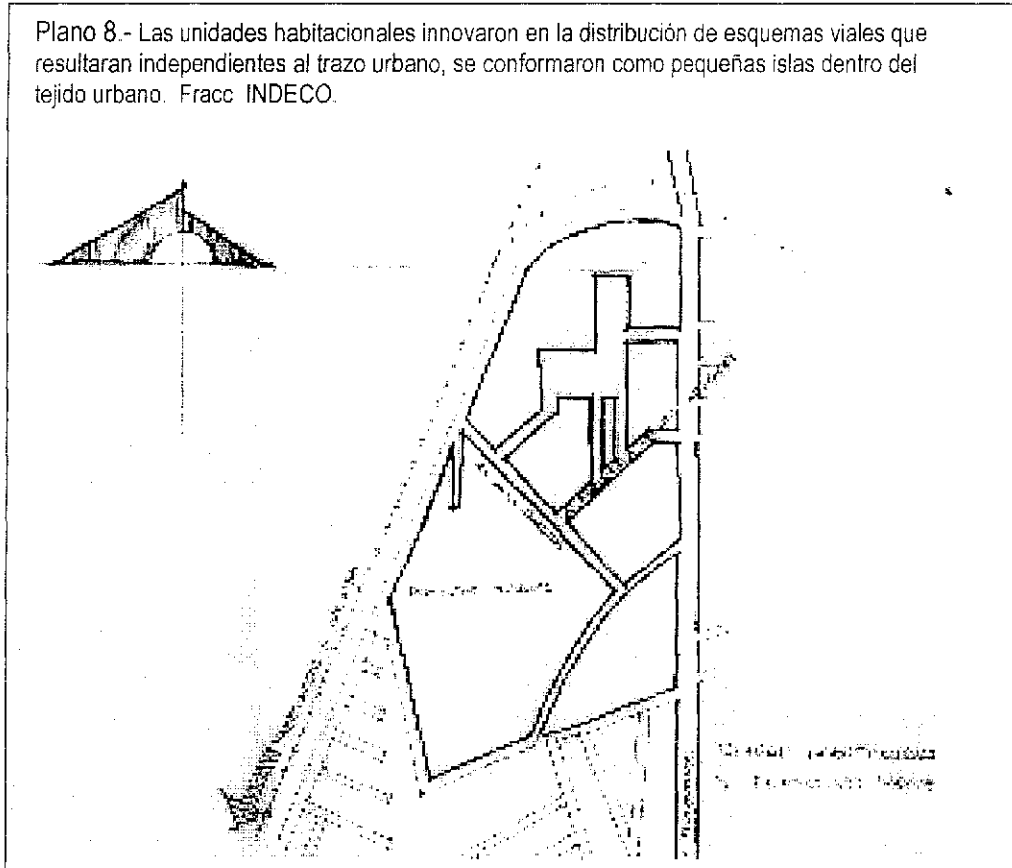 Plano 8.- Las unidades habitacionales innovaron en la distribución de esquemas viales que
resultaran independientes al trazo urbano, se conformaron como pequeñas islas dentro del
tejido urbano. Fracc INDECO.